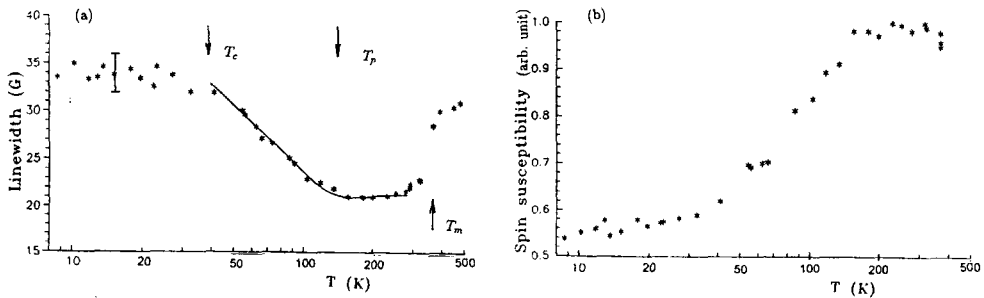 (a)
Linewidth (G)
40
35
30
25
20
15
T_c
T_p
T_m
10 20 50 100 200 500
T (K)
(b)
Spin susceptibility (arb. unit)
1.0
0.9
0.8
0.7
0.6
0.5
10 20 50 100 200 500
T (K)